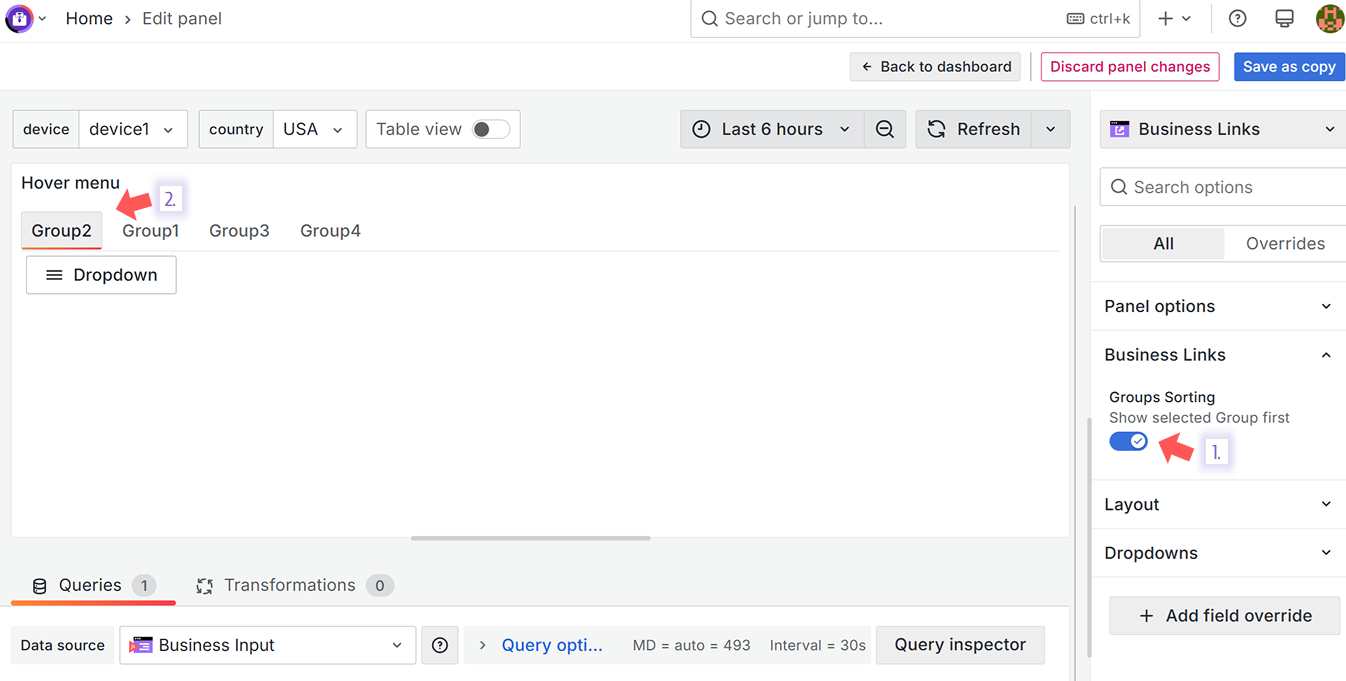 Home › Edit panel
Search or jump to...
ctrl+k
Back to dashboard
Discard panel changes
Save as copy
device device1
country USA
Table view
Last 6 hours
Refresh
Business Links
Hover menu
2.
Group2 Group1 Group3 Group4
Dropdown
Search options
All Overrides
Panel options
Business Links
Groups Sorting
Show selected Group first
1.
Layout
Dropdowns
Add field override
Queries 1 Transformations 0
Data source Business Input
Query opti... MD = auto = 493 Interval = 30s
Query inspector